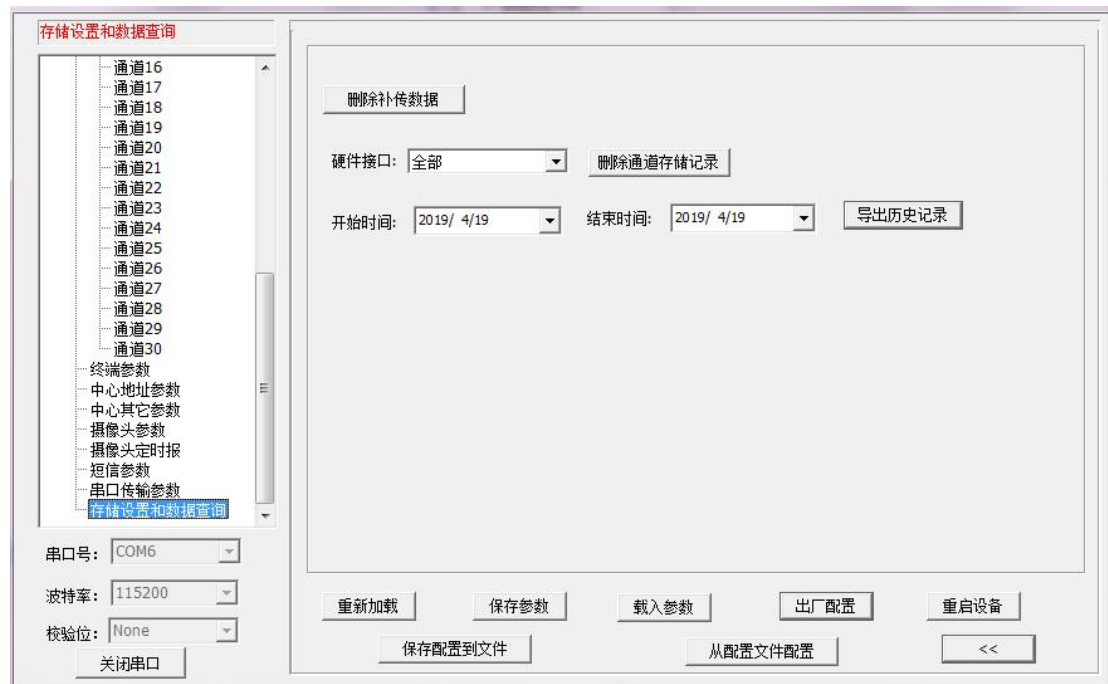 存储设置和数据查询
通道16
通道17
通道18
通道19
通道20
通道21
通道22
通道23
通道24
通道25
通道26
通道27
通道28
通道29
通道30
终端参数
中心地址参数
中心其它参数
摄像头参数
摄像头定时报
短信参数
串口传输参数
存储设置和数据查询
串口号: COM6
波特率: 115200
校验位: None
关闭串口
删除补传数据
硬件接口: 全部 删除通道存储记录
开始时间: 2019/ 4/19 结束时间: 2019/ 4/19 导出历史记录
重新加载 保存参数 载入参数 出厂配置 重启设备
保存配置到文件 从配置文件配置 <<